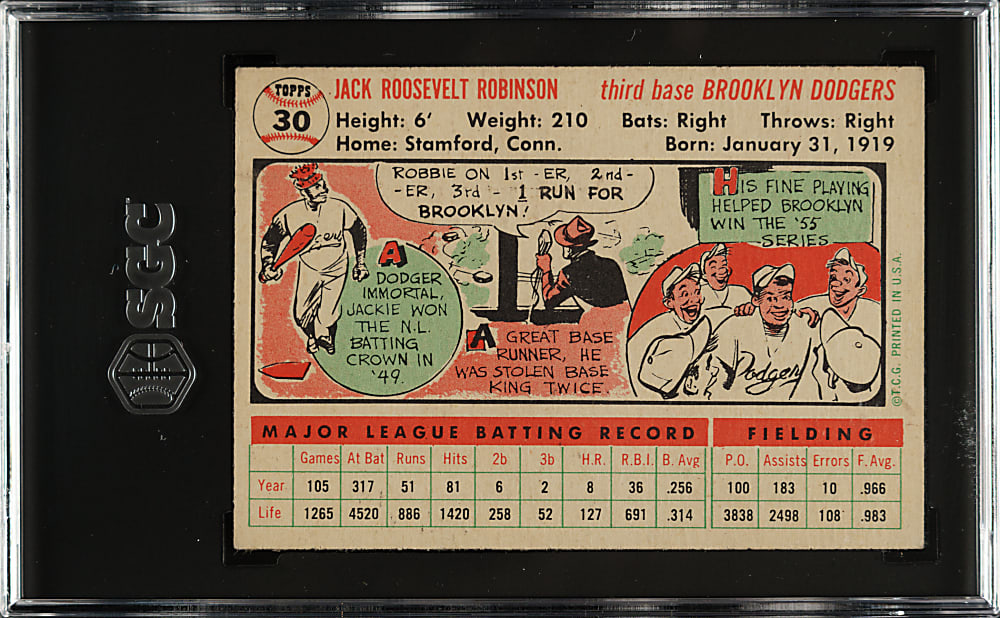 SGC
TOPPS
30
JACK ROOSEVELT ROBINSON third base BROOKLYN DODGERS
Height: 6' Weight: 210 Bats: Right Throws: Right
Home: Stamford, Conn. Born: January 31, 1919
ROBBIE ON 1st -ER, 2nd-
-ER, 3rd - 1 RUN FOR
BROOKLYN!
HIS FINE PLAYING
HELPED BROOKLYN
WIN THE '55
SERIES
A
DODGER
IMMORTAL,
JACKIE WON
THE N.L.
BATTING
CROWN IN
'49.
A GREAT BASE
RUNNER, HE
WAS STOLEN BASE
KING TWICE.
Dodgers
©T.C.G. PRINTED IN U.S.A.
MAJOR LEAGUE BATTING RECORD FIELDING
Games At Bat Runs Hits 2b 3b H.R. R.B.I. B. Avg P.O. Assists Errors F. Avg.
Year 105 317 51 81 6 2 8 36 .256 100 183 10 .966
Life 1265 4520 886 1420 258 52 127 691 .314 3838 2498 108 .983